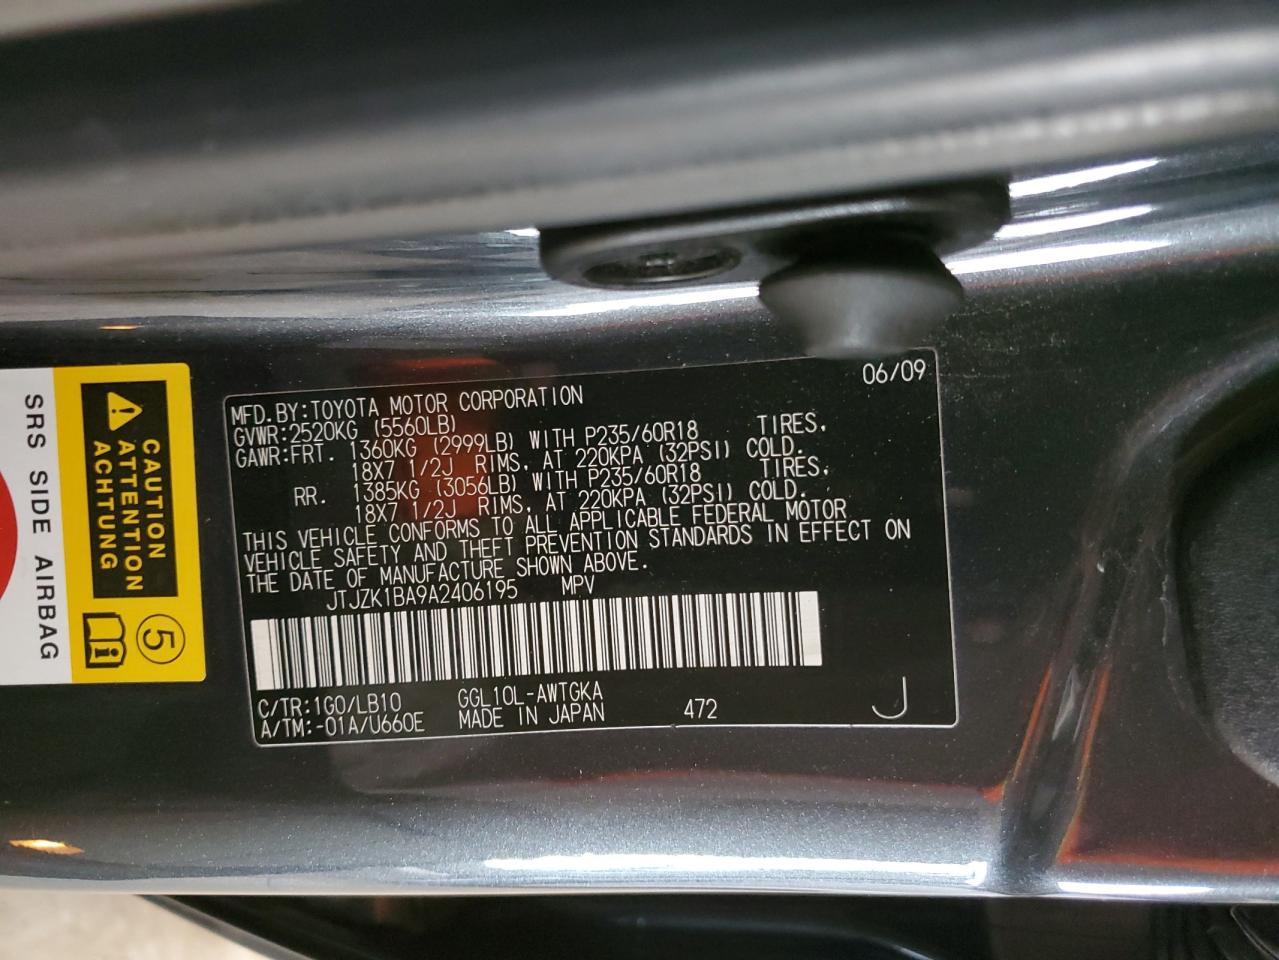 06/09
MFD.BY:TOYOTA MOTOR CORPORATION
GVWR:2520KG (5560LB)
GAWR:FRT. 1360KG (2999LB) WITH P235/60R18 TIRES,
18X7 1/2J RIMS, AT 220KPA (32PSI) COLD.
RR. 1385KG (3056LB) WITH P235/60R18 TIRES,
18X7 1/2J RIMS, AT 220KPA (32PSI) COLD.
THIS VEHICLE CONFORMS TO ALL APPLICABLE FEDERAL MOTOR
VEHICLE SAFETY AND THEFT PREVENTION STANDARDS IN EFFECT ON
THE DATE OF MANUFACTURE SHOWN ABOVE.
JTJZK1BA9A2406195 MPV
C/TR:1G0/LB10 GGL10L-AWTGKA
A/TM:-01A/U660E MADE IN JAPAN 472 J
CAUTION
ATTENTION
ACHTUNG
5
SRS SIDE AIRBAG